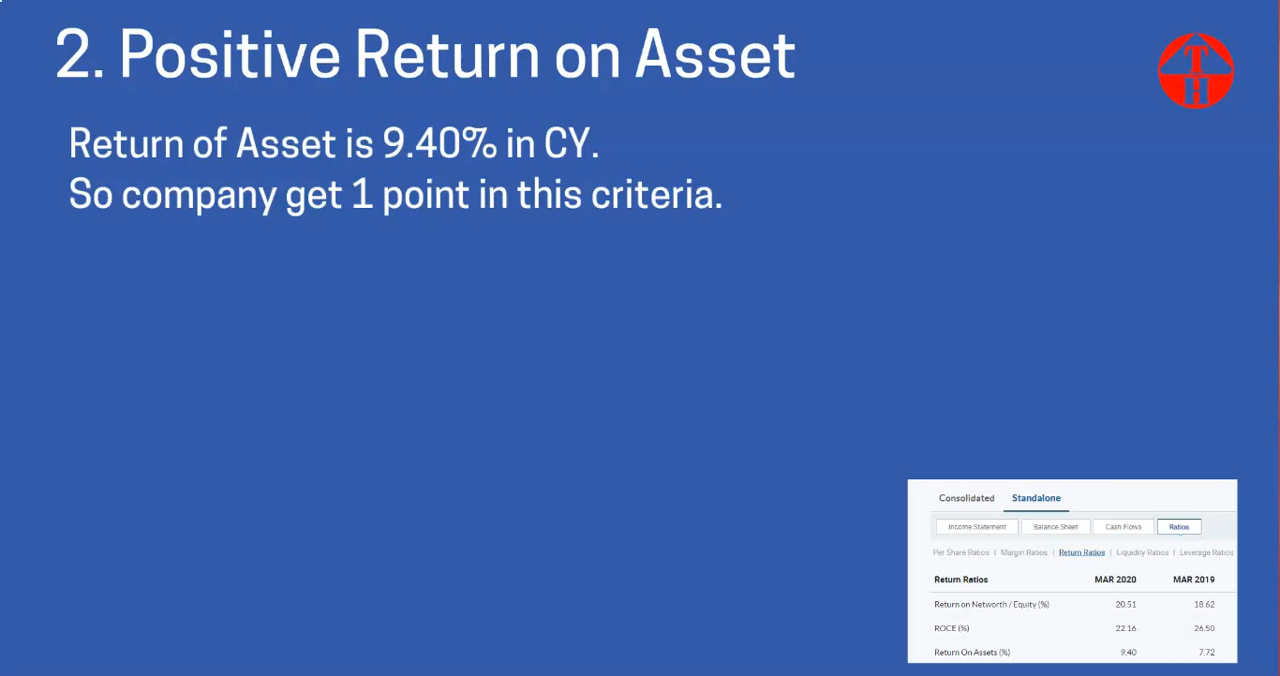 2. Positive Return on Asset
T
H
Return of Asset is 9.40% in CY.
So company get 1 point in this criteria.
Consolidated Standalone
Income Statement Balance Sheet Cash Flows Ratios
Per Share Ratios | Margin Ratios | Return Ratios | Liquidity Ratios | Leverage Ratios
Return Ratios MAR 2020 MAR 2019
Return on Networth / Equity (%) 20.51 18.62
ROCE (%) 22.16 26.50
Return On Assets (%) 9.40 7.72